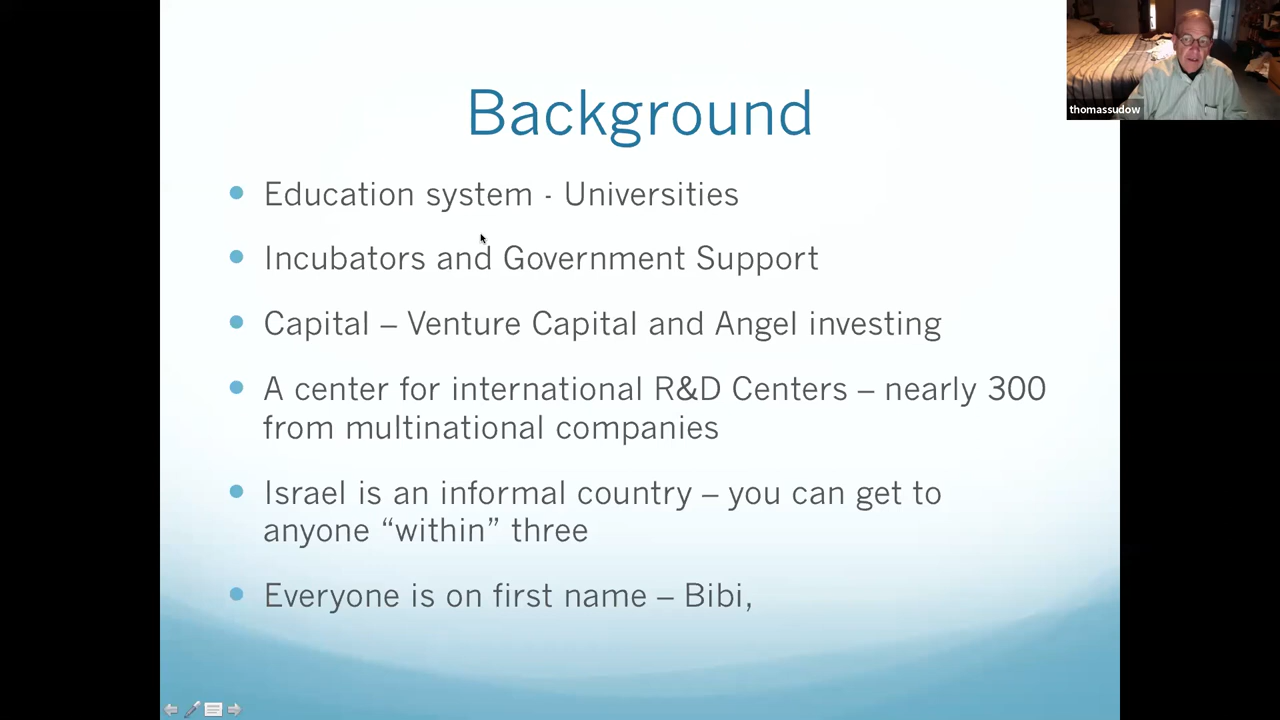 Background
Education system - Universities
Incubators and Government Support
Capital – Venture Capital and Angel investing
A center for international R&D Centers – nearly 300
from multinational companies
Israel is an informal country – you can get to
anyone “within” three
Everyone is on first name – Bibi,
thomassudow